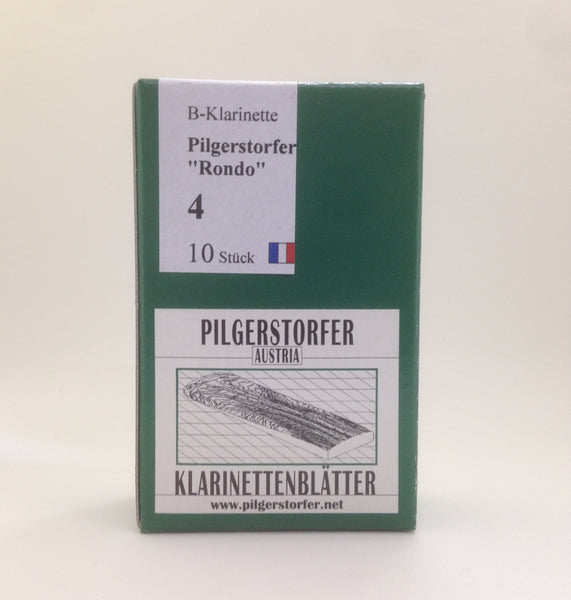 B-Klarinette
Pilgerstorfer
"Rondo"
4
10 Stück
PILGERSTORFER
AUSTRIA
KLARINETTENBLÄTTER
www.pilgerstorfer.net